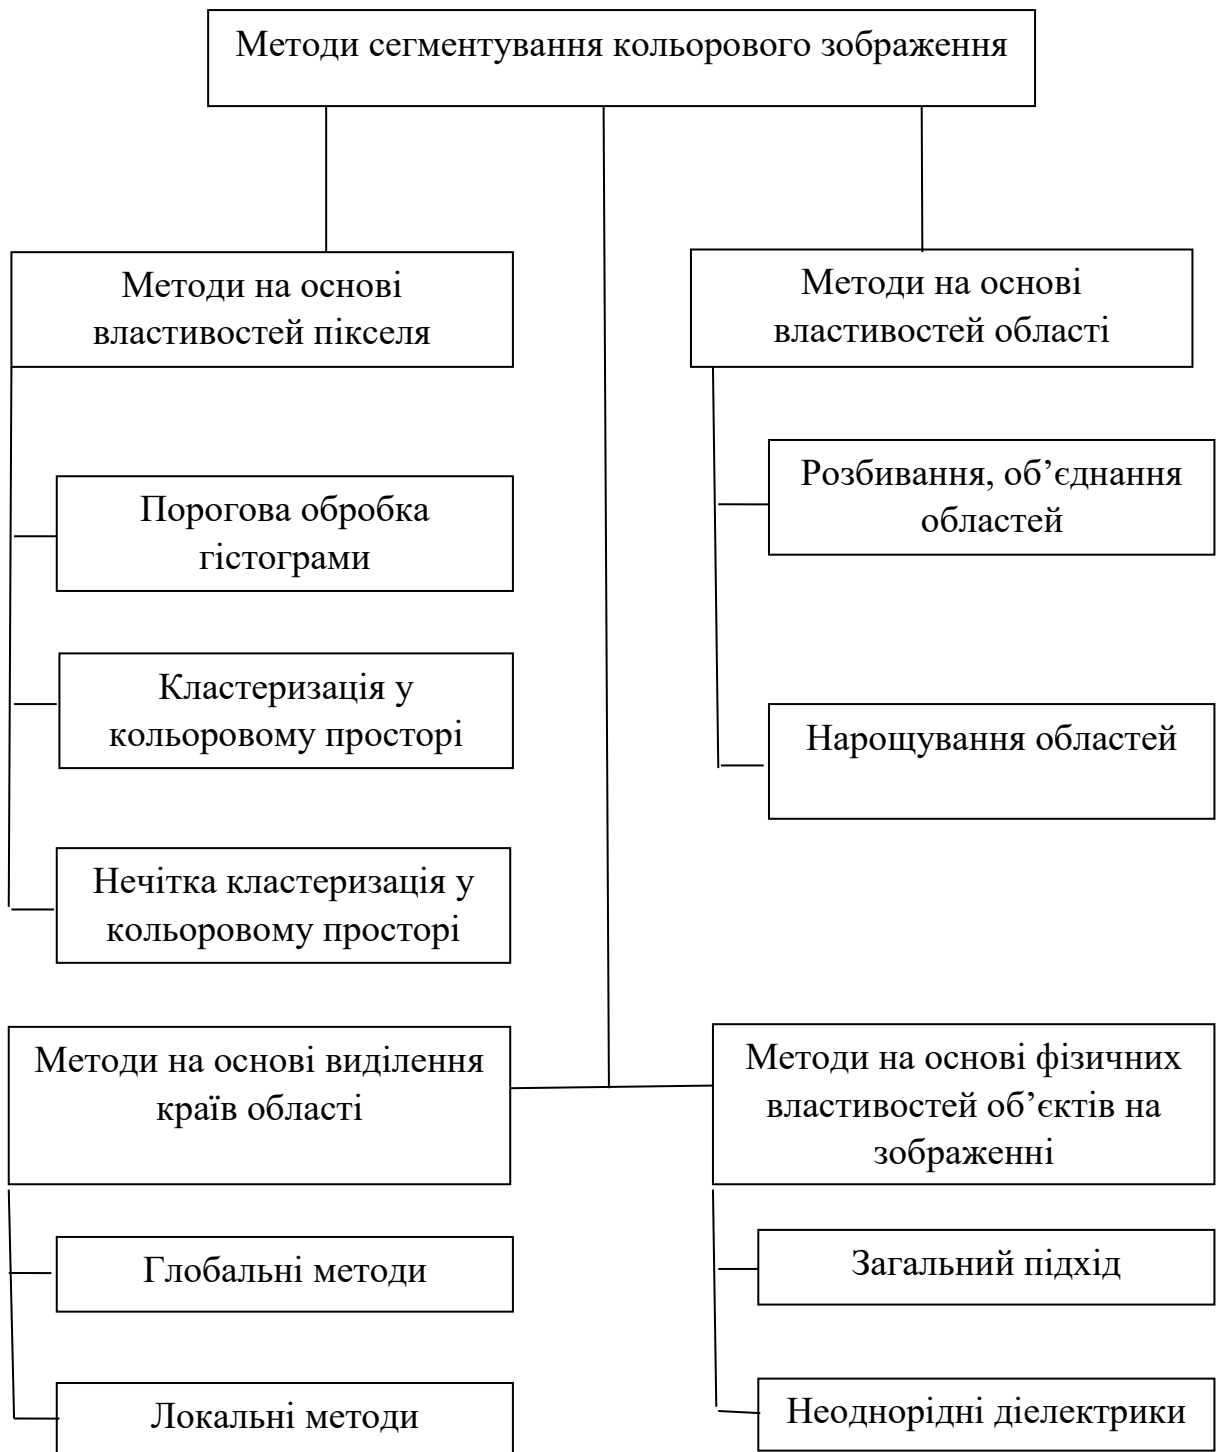 Методи сегментування кольорового зображення
Методи на основі
властивостей пікселя
Порогова обробка
гістограми
Кластеризація у
кольоровому просторі
Нечітка кластеризація у
кольоровому просторі
Методи на основі
властивостей області
Розбивання, об’єднання
областей
Нарощування областей
Методи на основі виділення
країв області
Глобальні методи
Локальні методи
Методи на основі фізичних
властивостей об’єктів на
зображенні
Загальний підхід
Неоднорідні діелектрики